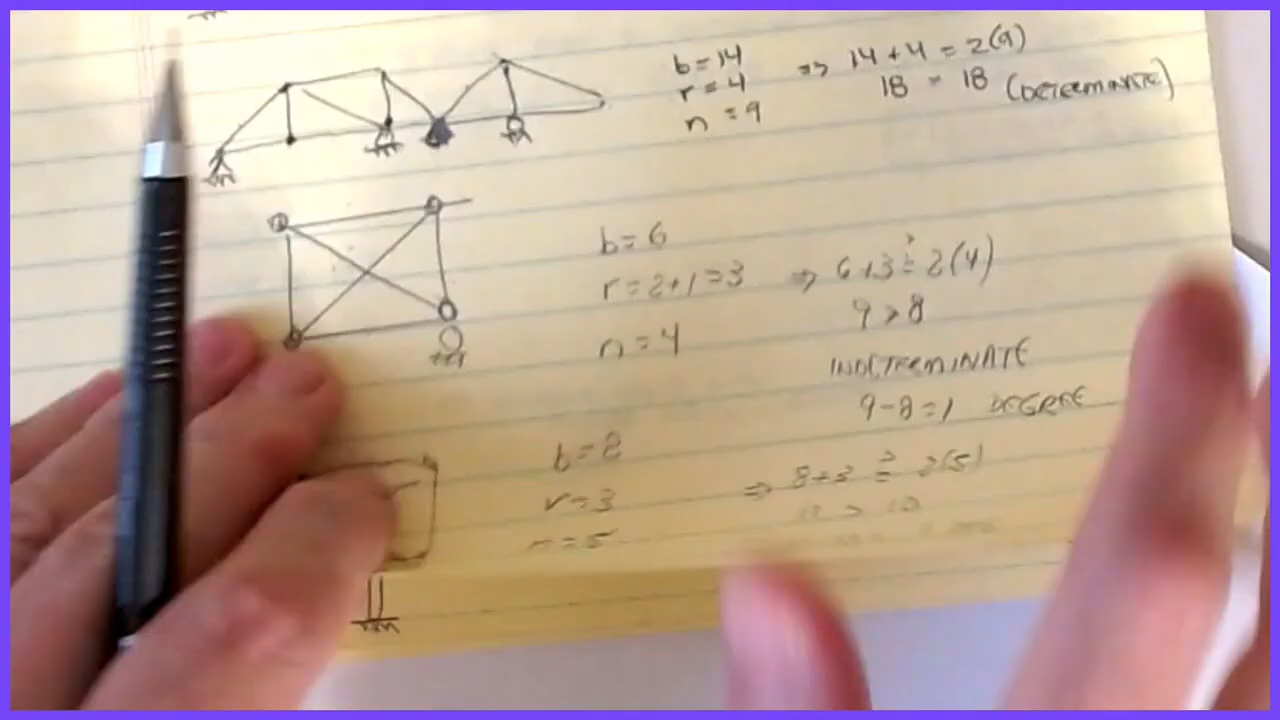 b = 14
r = 4
n = 9
⇒ 14 + 4 = 2(9)
18 = 18 (DETERMINATE)
b = 6
r = 2+1 = 3
n = 4
⇒ 6+3 ≟ 2(4)
9 > 8
INDETERMINATE
9-8 = 1 DEGREE
b = 8
r = 3
n = 5
⇒ 8+3 ≟ 2(5)
> 10